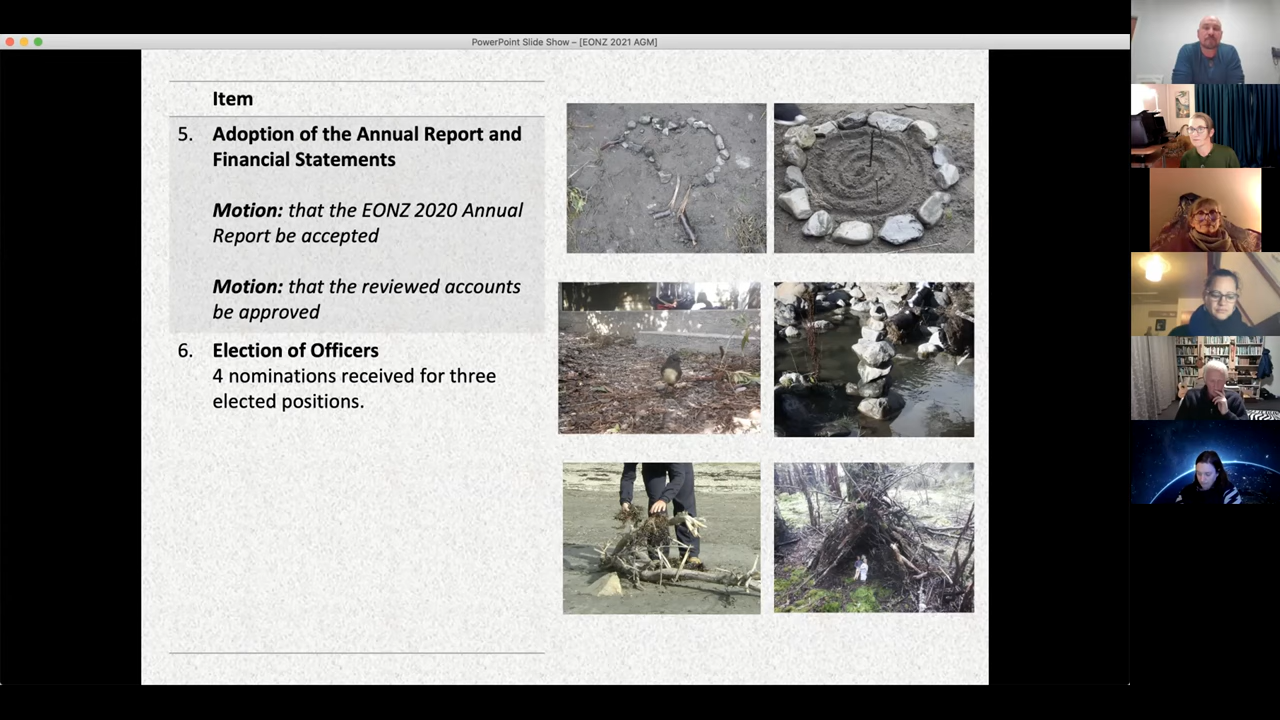 PowerPoint Slide Show – [EONZ 2021 AGM]
Item
5. Adoption of the Annual Report and
Financial Statements
Motion: that the EONZ 2020 Annual
Report be accepted
Motion: that the reviewed accounts
be approved
6. Election of Officers
4 nominations received for three
elected positions.